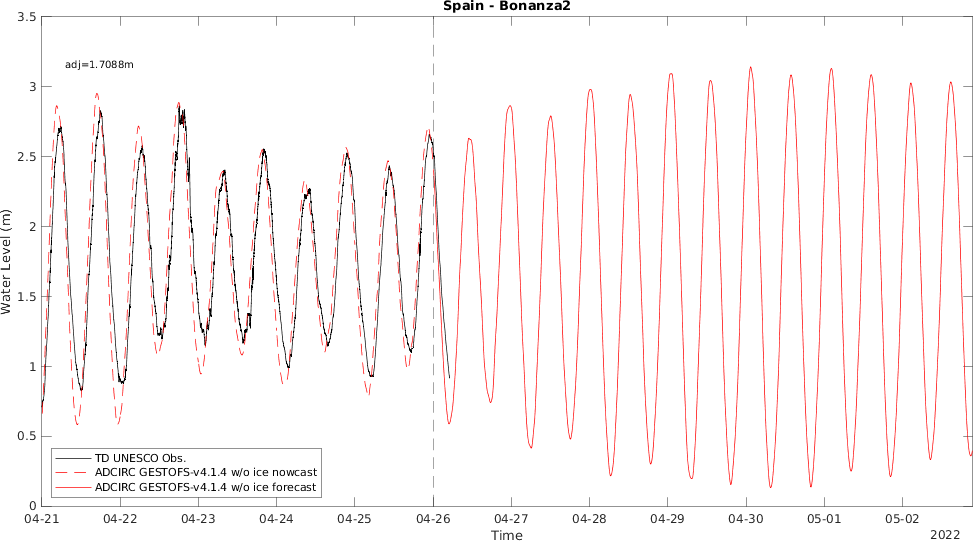 Spain - Bonanza2
3.5
adj=1.7088m
3
2.5
2
1.5
1
0.5
0
Water Level (m)
TD UNESCO Obs.
ADCIRC GESTOFS-v4.1.4 w/o ice nowcast
ADCIRC GESTOFS-v4.1.4 w/o ice forecast
04-21 04-22 04-23 04-24 04-25 04-26 04-27 04-28 04-29 04-30 05-01 05-02
Time
2022